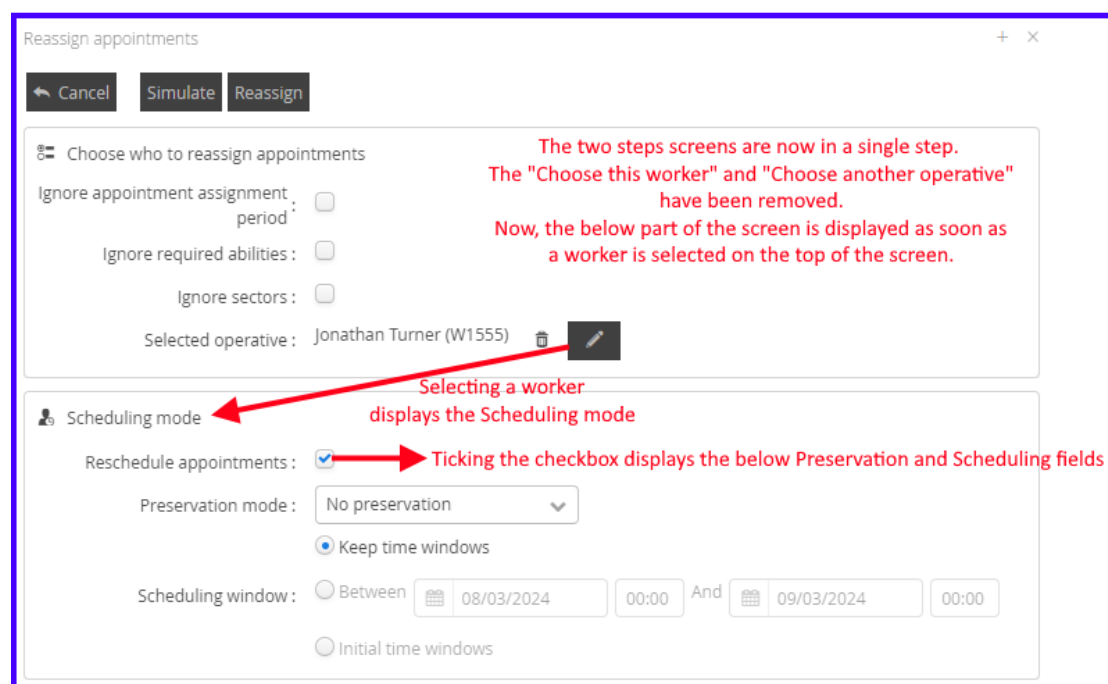 Reassign appointments
Cancel Simulate Reassign
Choose who to reassign appointments
The two steps screens are now in a single step.
The "Choose this worker" and "Choose another operative"
have been removed.
Now, the below part of the screen is displayed as soon as
a worker is selected on the top of the screen.
Ignore appointment assignment
period :
Ignore required abilities :
Ignore sectors :
Selected operative : Jonathan Turner (W1555)
Selecting a worker
displays the Scheduling mode
Scheduling mode
Reschedule appointments : Ticking the checkbox displays the below Preservation and Scheduling fields
Preservation mode : No preservation
Keep time windows
Scheduling window : Between 08/03/2024 00:00 And 09/03/2024 00:00
Initial time windows